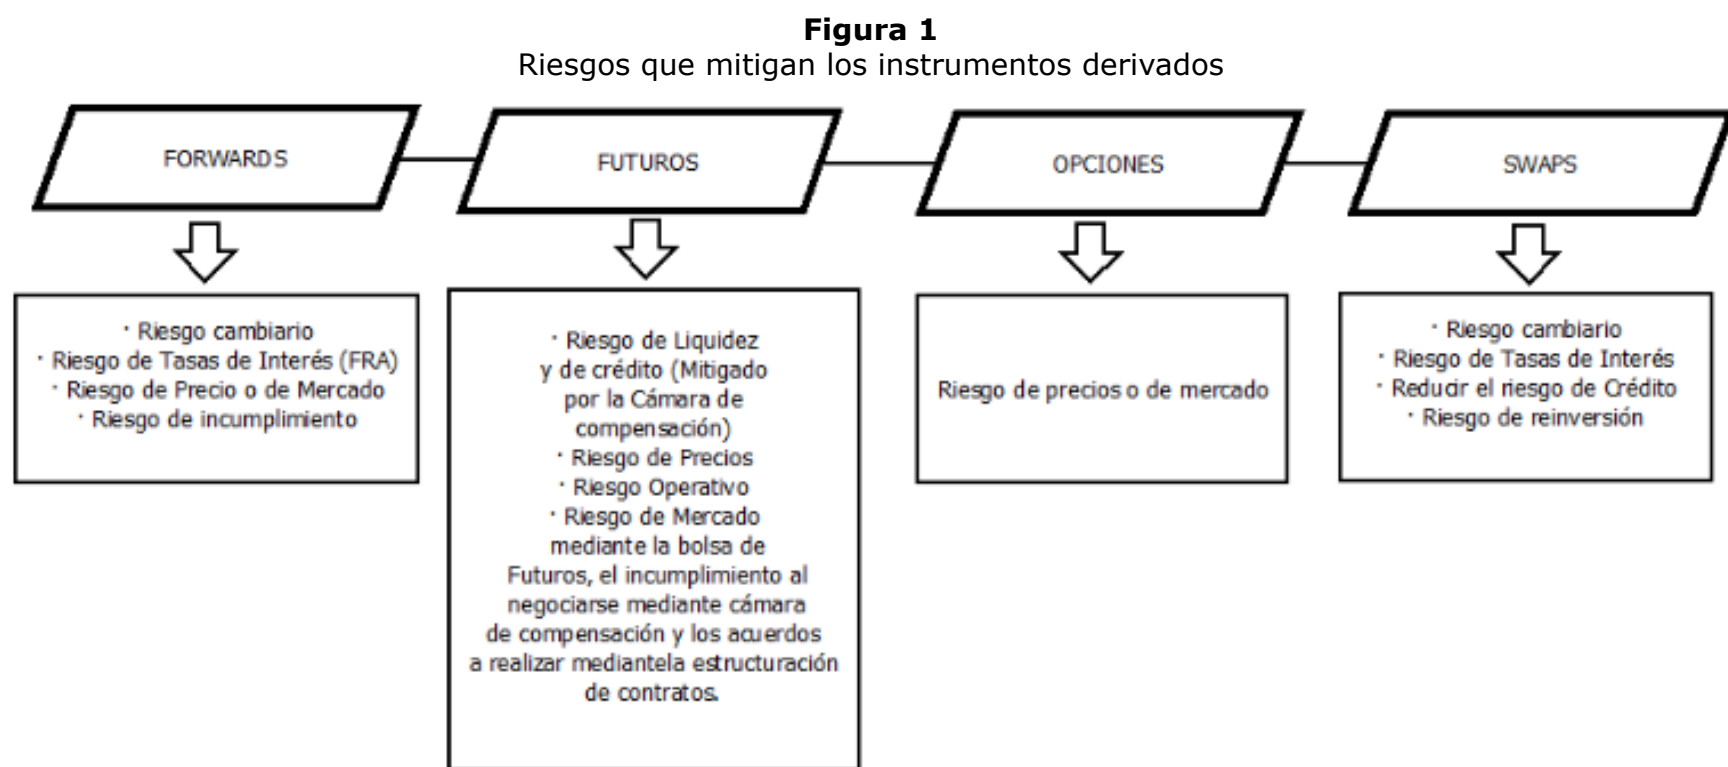 Figura 1
Riesgos que mitigan los instrumentos derivados
FORWARDS
FUTUROS
OPCIONES
SWAPS
· Riesgo cambiario
· Riesgo de Tasas de Interés (FRA)
· Riesgo de Precio o de Mercado
· Riesgo de incumplimiento
· Riesgo de Liquidez
y de crédito (Mitigado
por la Cámara de
compensación)
· Riesgo de Precios
· Riesgo Operativo
· Riesgo de Mercado
mediante la bolsa de
Futuros, el incumplimiento al
negociarse mediante cámara
de compensación y los acuerdos
a realizar mediantela estructuración
de contratos.
Riesgo de precios o de mercado
· Riesgo cambiario
· Riesgo de Tasas de Interés
· Reducir el riesgo de Crédito
· Riesgo de reinversión